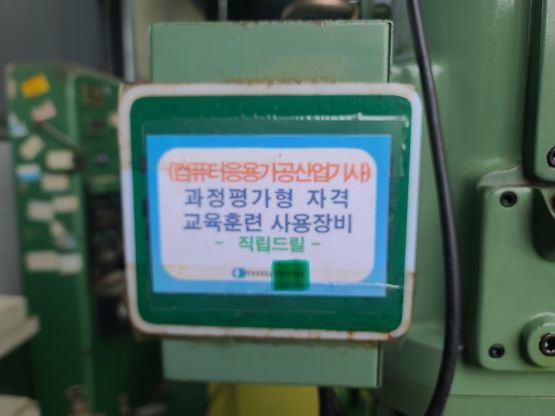 (컴퓨터응용가공산업기사)
과정평가형 자격
교육훈련 사용장비
- 직립드릴 -